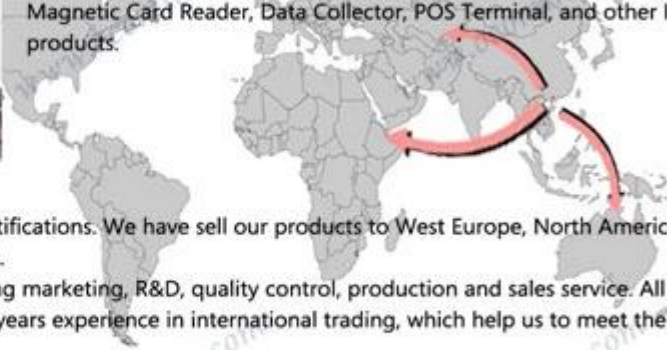 Magnetic Card Reader, Data Collector, POS Terminal, and other
products.
tifications. We have sell our products to West Europe, North Americ
.
g marketing, R&D, quality control, production and sales service. All
years experience in international trading, which help us to meet the